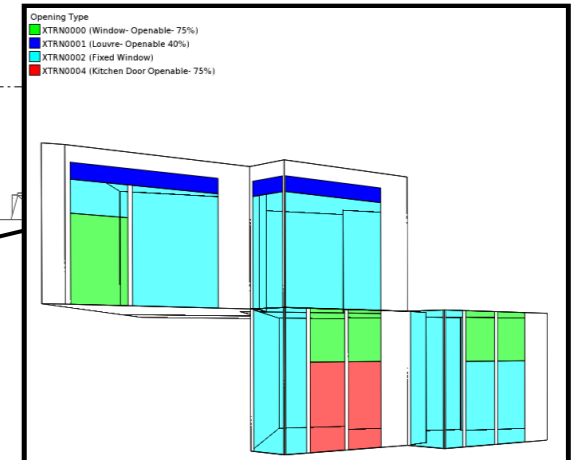 Opening Type
XTRN0000 (Window- Openable- 75%)
XTRN0001 (Louvre- Openable 40%)
XTRN0002 (Fixed Window)
XTRN0004 (Kitchen Door Openable- 75%)